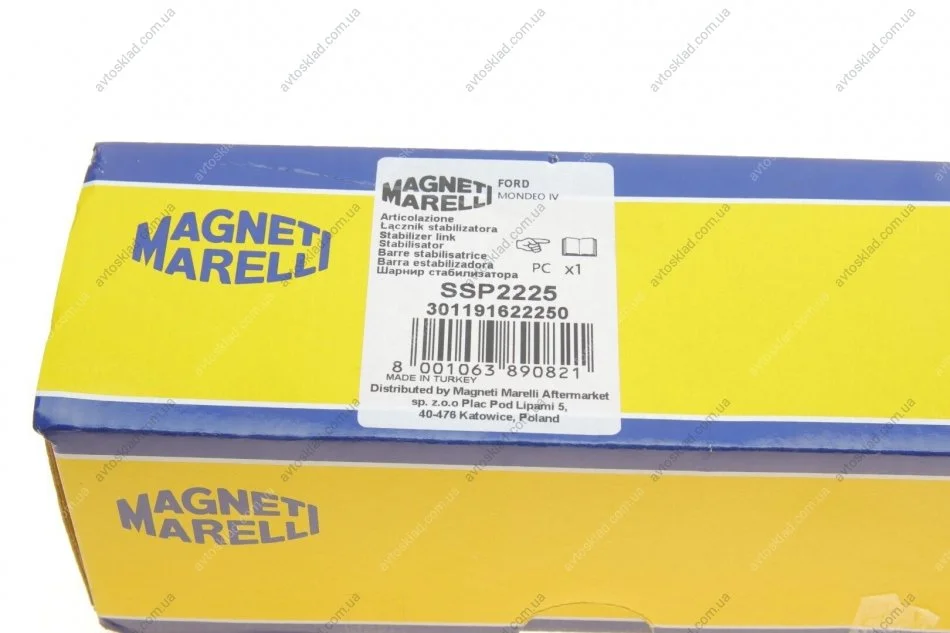 MAGNETI
MARELLI
MAGNETI
MARELLI
FORD
MONDEO IV
Articolazione
Łącznik stabilizatora
Stabilizer link
Stabilisator
Barre stabilisatrice
Barra estabilizadora
Шарнир стабилизатора
PC x1
SSP2225
301191622250
8 001063 890821
MADE IN TURKEY
Distributed by Magneti Marelli Aftermarket
sp. z.o.o Plac Pod Lipami 5,
40-476 Katowice, Poland
MAGNETI
MARELLI
avtosklad.com.ua